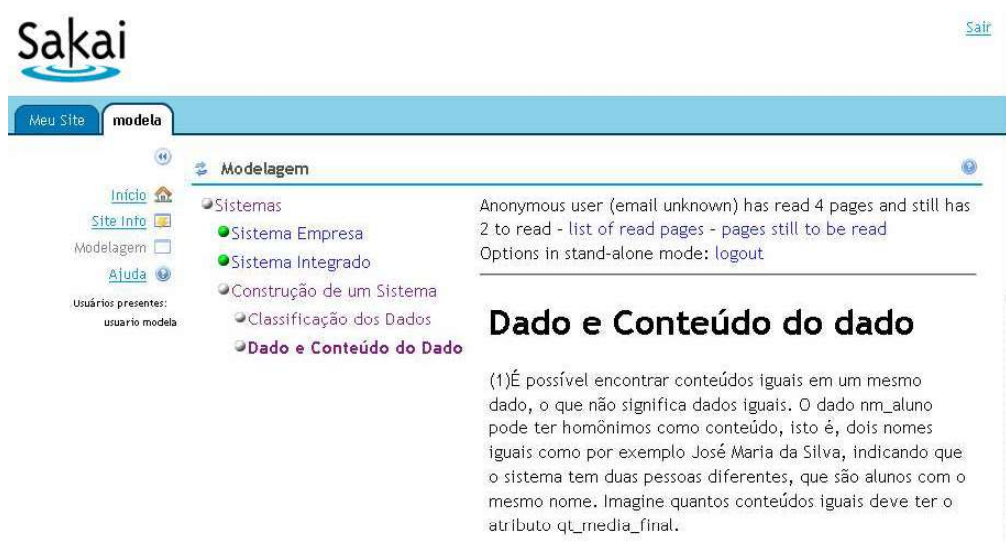 Sakai
Sair
Meu Site
modela
Modelagem
Início
Site Info
Modelagem
Ajuda
Usuários presentes:
usuario modela
Sistemas
Sistema Empresa
Sistema Integrado
Construção de um Sistema
Classificação dos Dados
Dado e Conteúdo do Dado
Anonymous user (email unknown) has read 4 pages and still has
2 to read - list of read pages - pages still to be read
Options in stand-alone mode: logout
Dado e Conteúdo do dado
(1)É possível encontrar conteúdos iguais em um mesmo
dado, o que não significa dados iguais. O dado nm_aluno
pode ter homônimos como conteúdo, isto é, dois nomes
iguais como por exemplo José Maria da Silva, indicando que
o sistema tem duas pessoas diferentes, que são alunos com o
mesmo nome. Imagine quantos conteúdos iguais deve ter o
atributo qt_media_final.